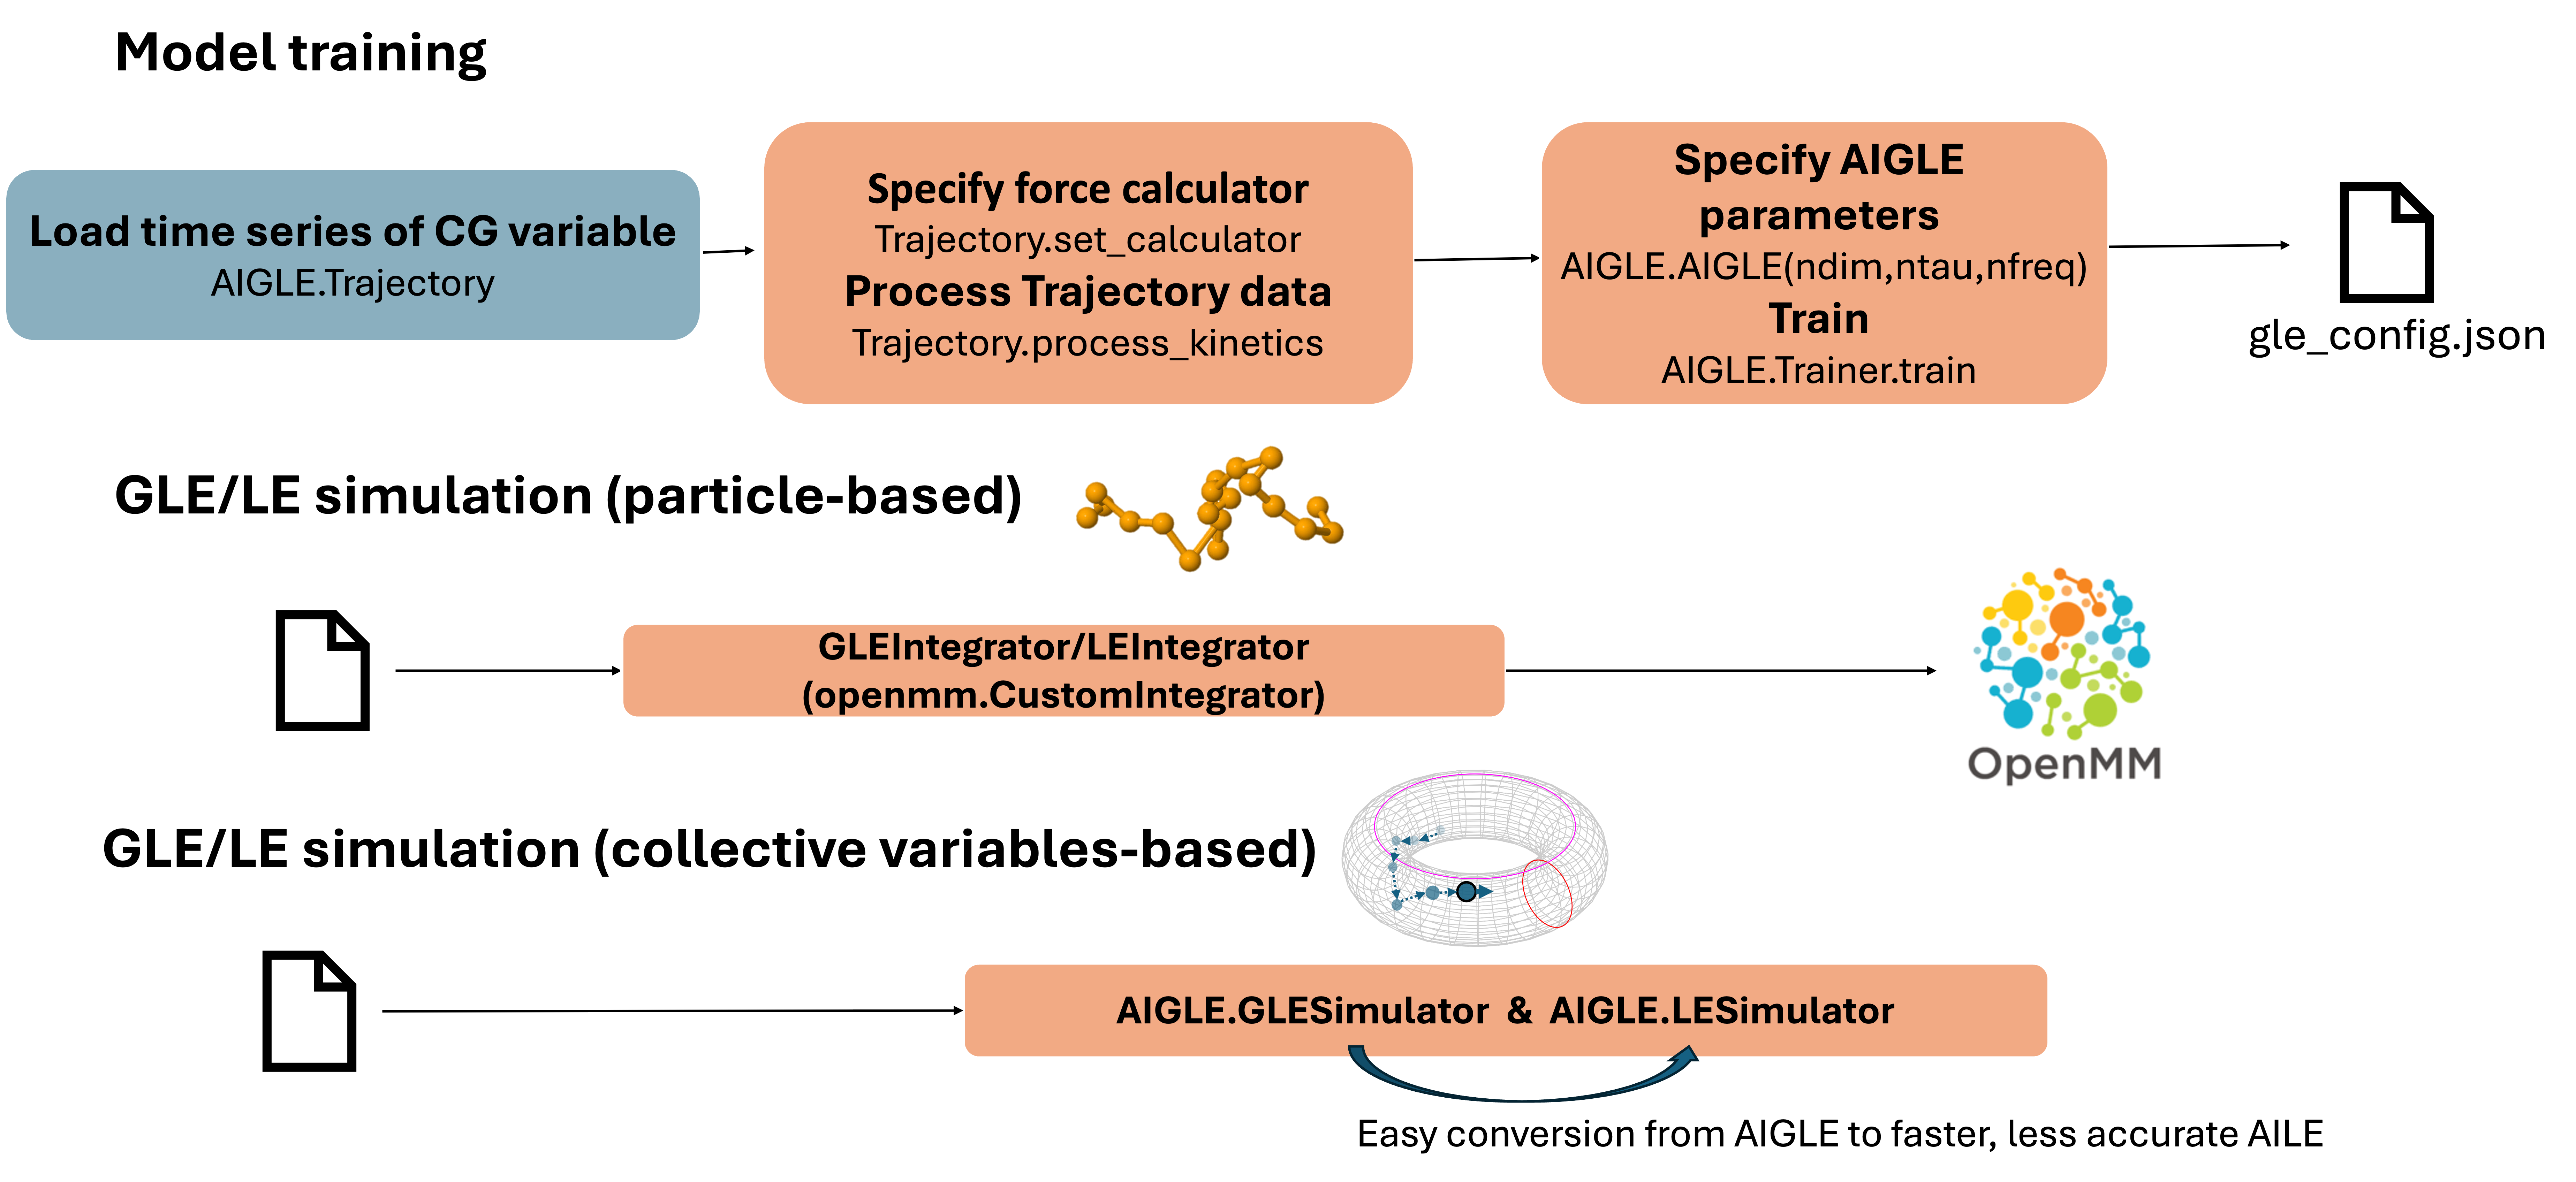 Model training
Load time series of CG variable
AIGLE.Trajectory
Specify force calculator
Trajectory.set_calculator
Process Trajectory data
Trajectory.process_kinetics
Specify AIGLE
parameters
AIGLE.AIGLE(ndim,ntau,nfreq)
Train
AIGLE.Trainer.train
gle_config.json
GLE/LE simulation (particle-based)
GLEIntegrator/LEIntegrator
(openmm.CustomIntegrator)
OpenMM
GLE/LE simulation (collective variables-based)
AIGLE.GLESimulator & AIGLE.LESimulator
Easy conversion from AIGLE to faster, less accurate AILE